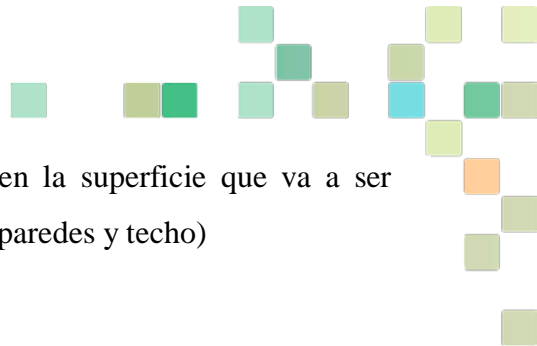 en la superficie que va a ser
paredes y techo)